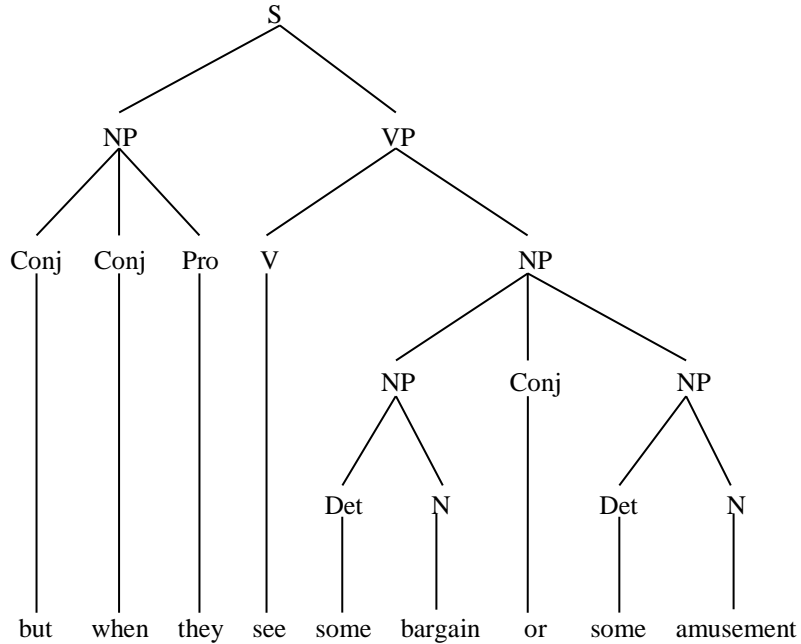 S
NP VP
Conj Conj Pro V NP
NP Conj NP
Det N Det N
but when they see some bargain or some amusement